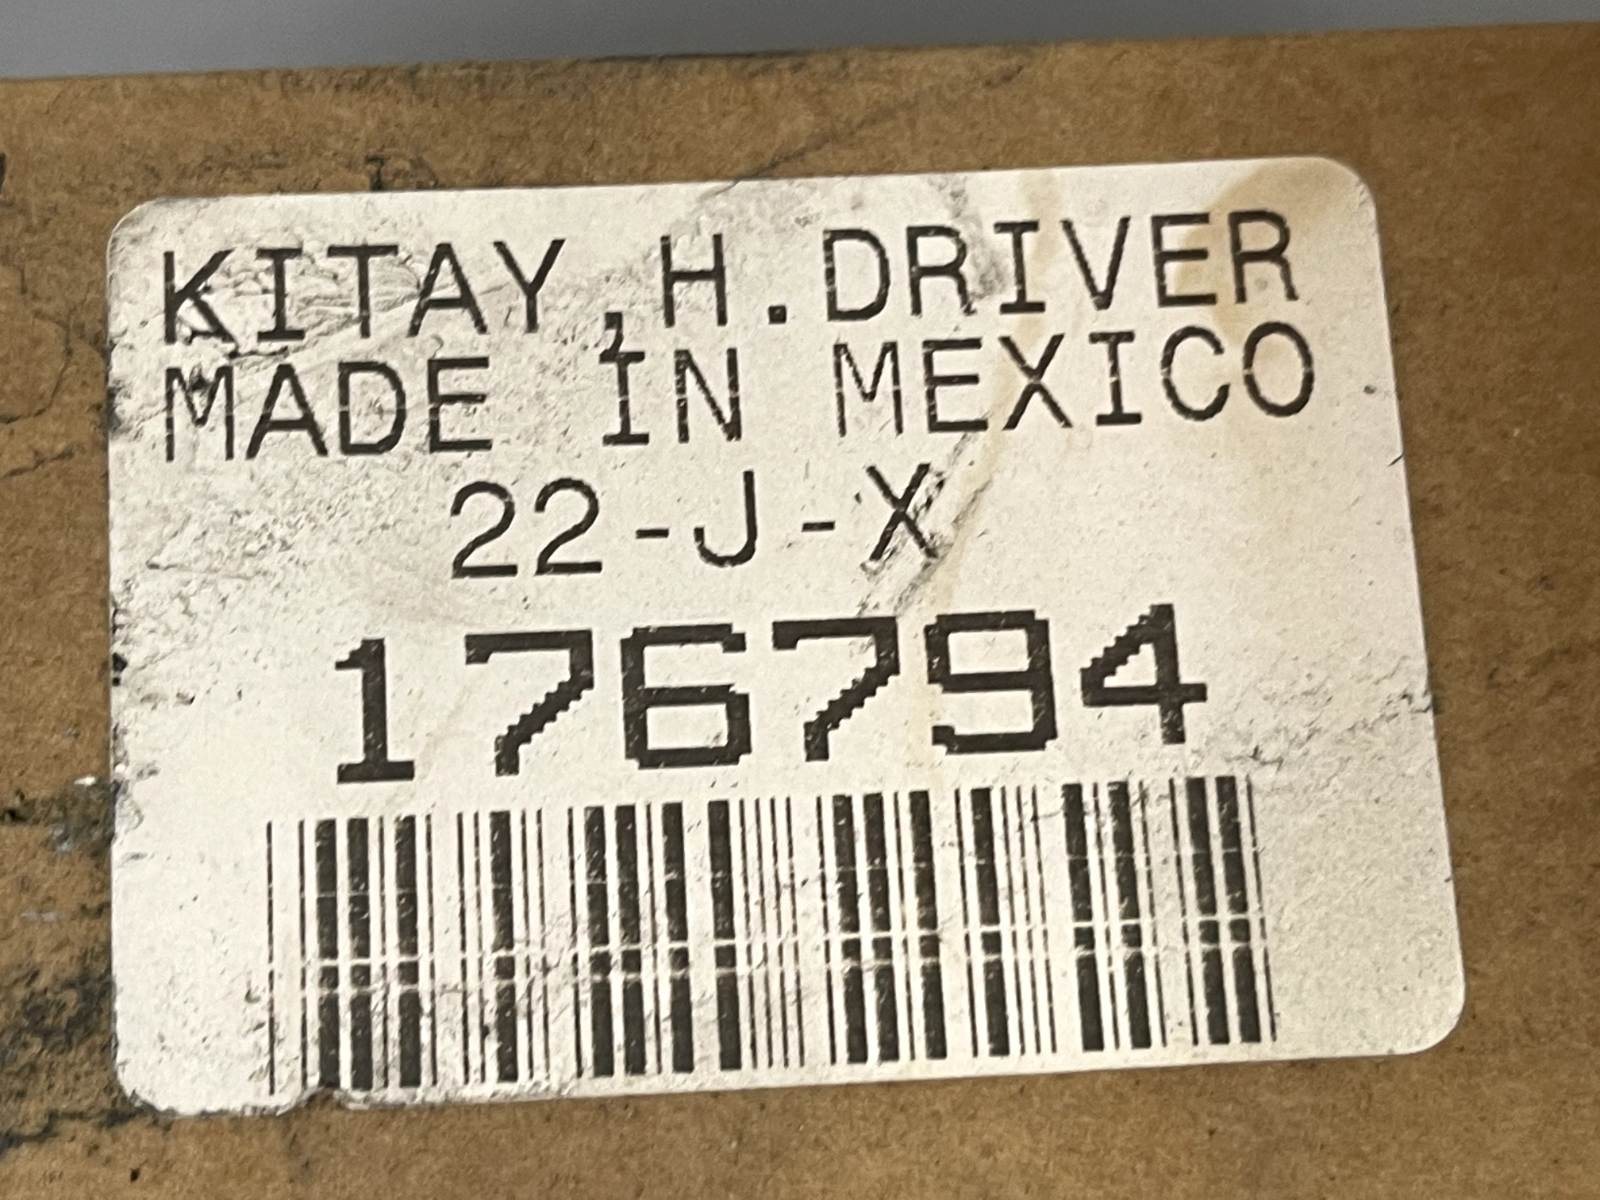 KITAY,H.DRIVER
MADE IN MEXICO
22-J-X
176794